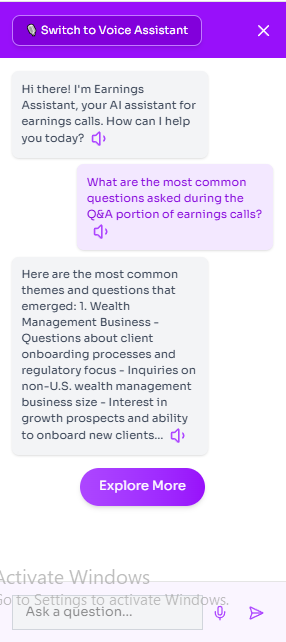 Switch to Voice Assistant
Hi there! I'm Earnings
Assistant, your AI assistant for
earnings calls. How can I help
you today?
What are the most common
questions asked during the
Q&A portion of earnings calls?
Here are the most common
themes and questions that
emerged: 1. Wealth
Management Business -
Questions about client
onboarding processes and
regulatory focus - Inquiries on
non-U.S. wealth management
business size - Interest in
growth prospects and ability
to onboard new clients...
Explore More
Activate Windows
Go to Settings to activate Windows.
Ask a question...